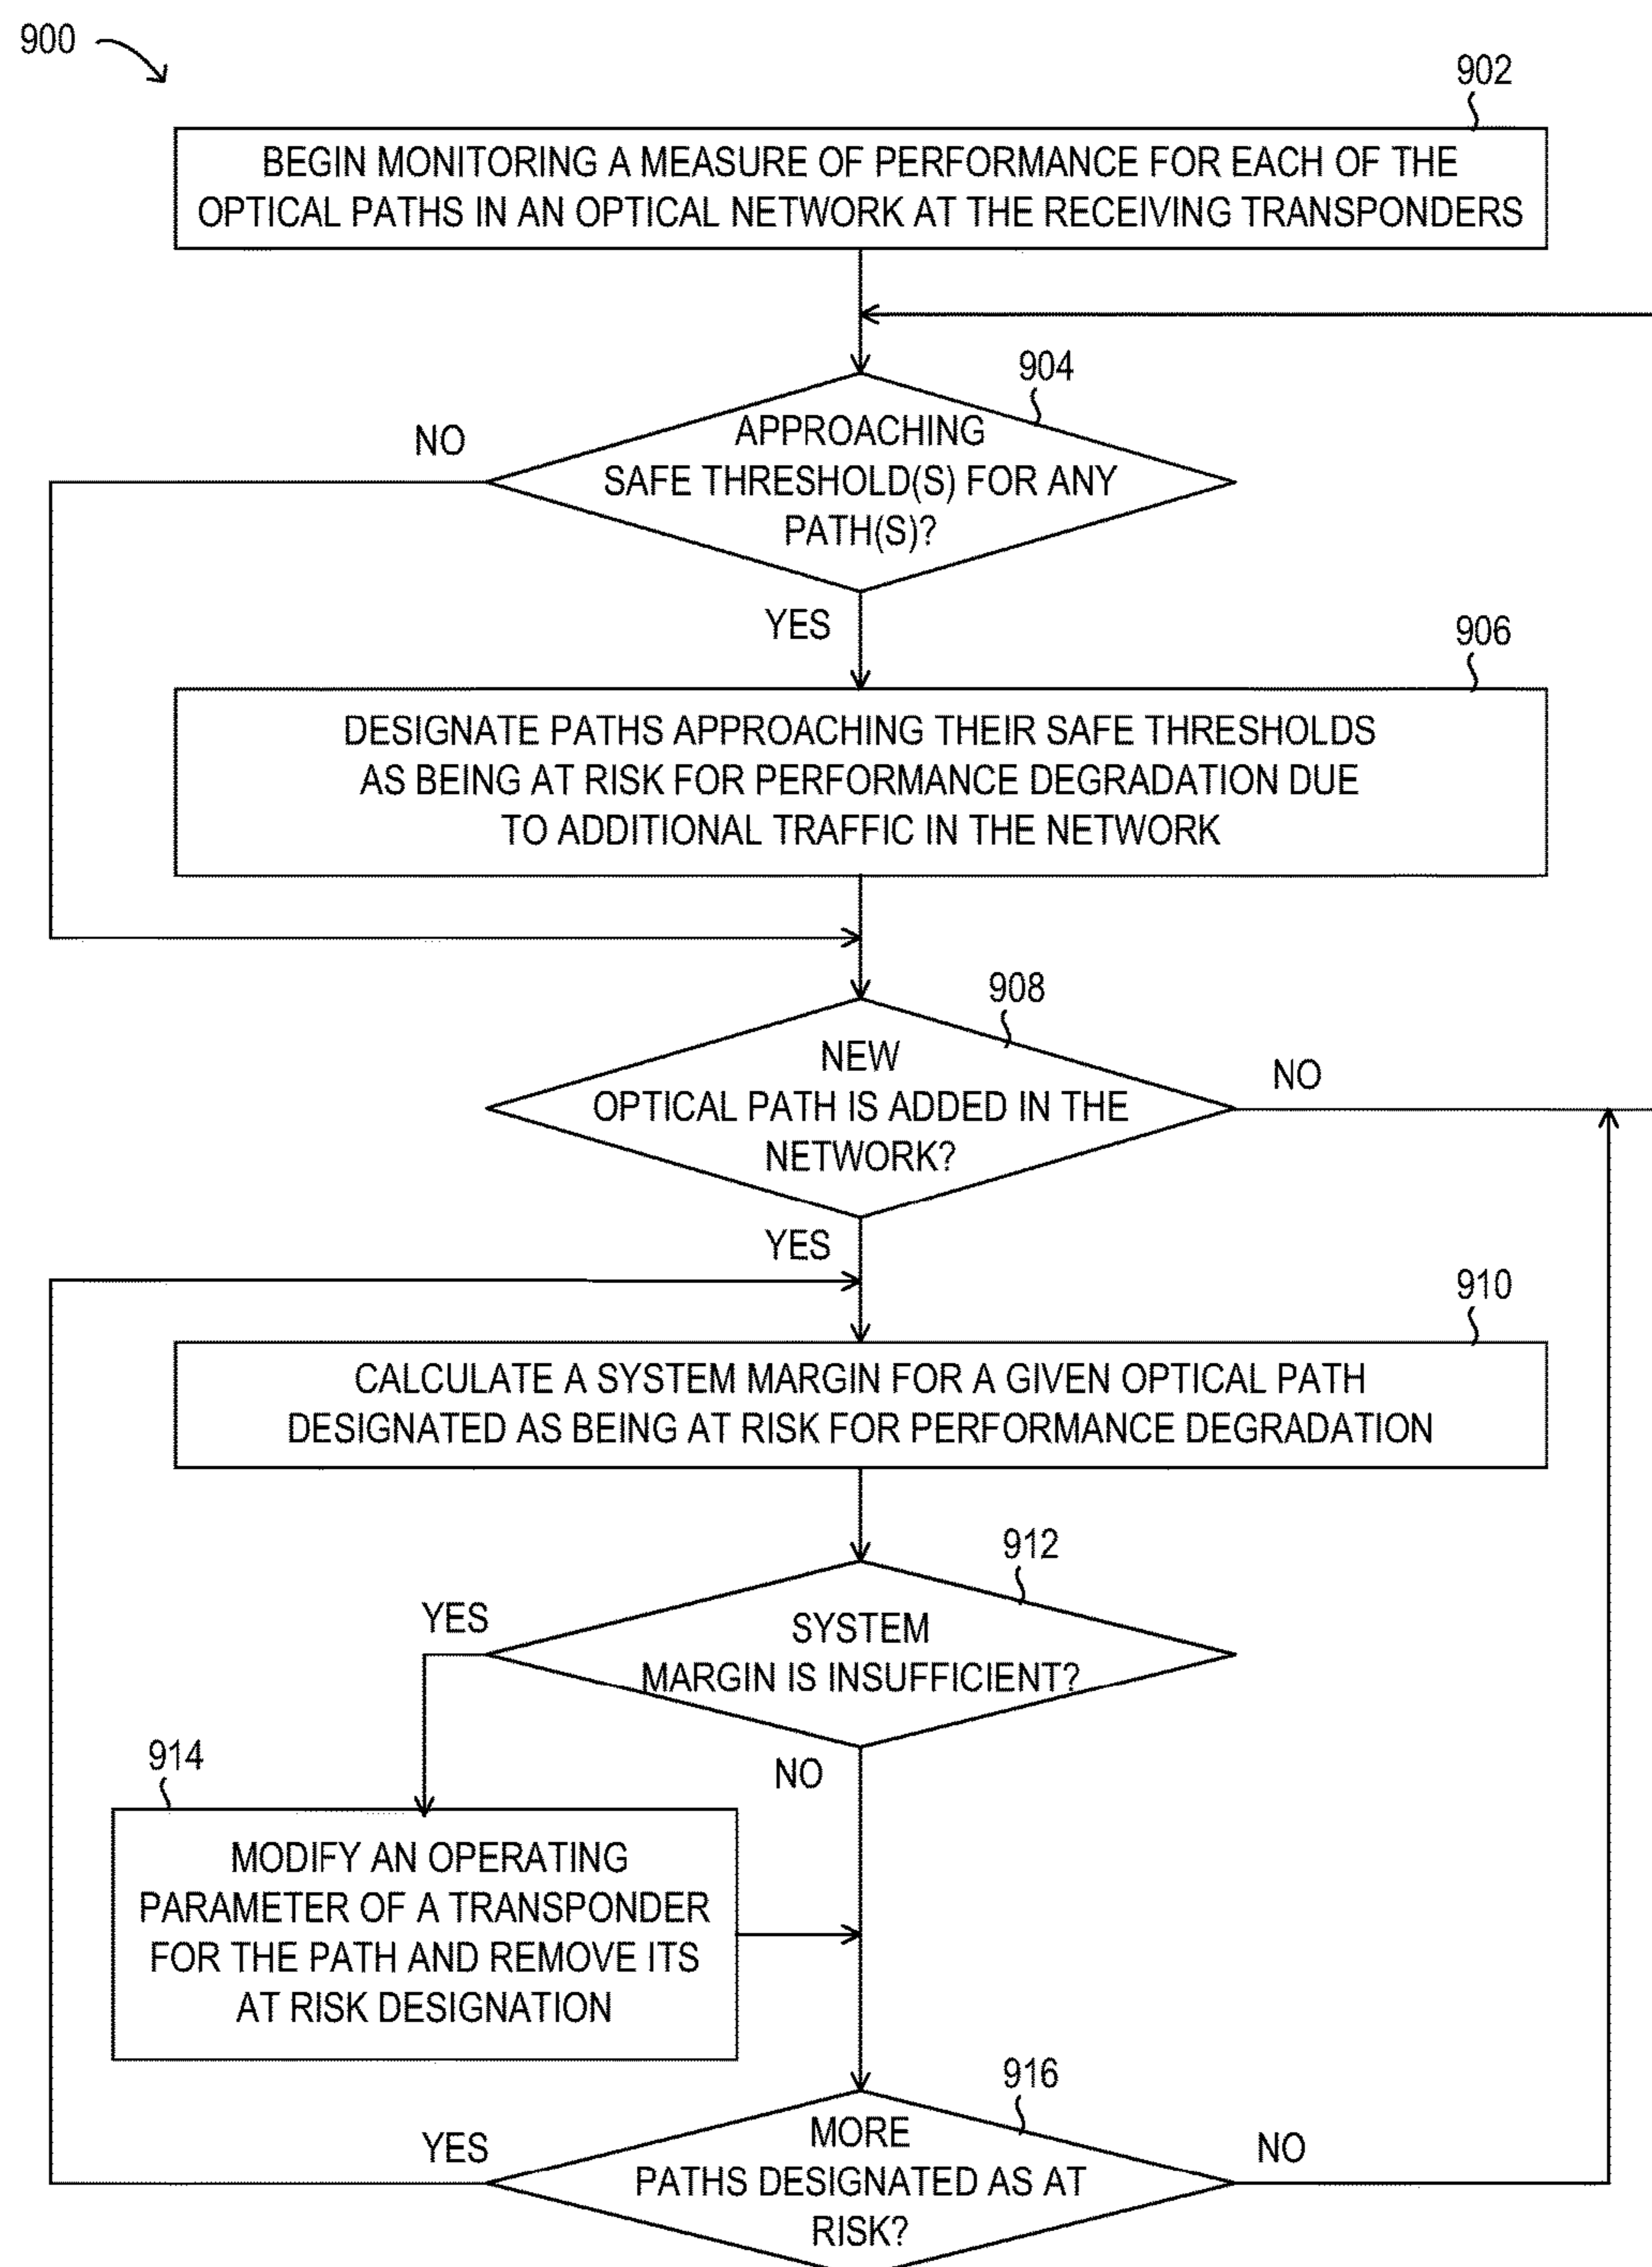 900
902
BEGIN MONITORING A MEASURE OF PERFORMANCE FOR EACH OF THE
OPTICAL PATHS IN AN OPTICAL NETWORK AT THE RECEIVING TRANSPONDERS
904
NO
APPROACHING
SAFE THRESHOLD(S) FOR ANY
PATH(S)?
YES
906
DESIGNATE PATHS APPROACHING THEIR SAFE THRESHOLDS
AS BEING AT RISK FOR PERFORMANCE DEGRADATION DUE
TO ADDITIONAL TRAFFIC IN THE NETWORK
908
NEW
OPTICAL PATH IS ADDED IN THE
NETWORK?
NO
YES
910
CALCULATE A SYSTEM MARGIN FOR A GIVEN OPTICAL PATH
DESIGNATED AS BEING AT RISK FOR PERFORMANCE DEGRADATION
912
YES
SYSTEM
MARGIN IS INSUFFICIENT?
NO
914
MODIFY AN OPERATING
PARAMETER OF A TRANSPONDER
FOR THE PATH AND REMOVE ITS
AT RISK DESIGNATION
916
YES
MORE
PATHS DESIGNATED AS AT
RISK?
NO